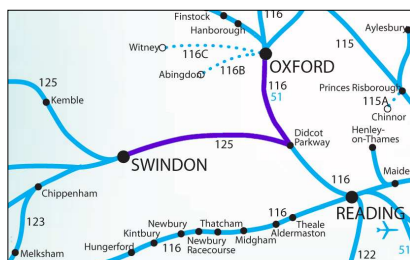 Finstock
116
Hanborough
Aylesbury
Witney
116C
OXFORD
115
Abingdon
116B
116
51
Princes Risborough
115A
Chinnor
125
Kemble
Didcot
Parkway
Henley-
on-Thames
125
SWINDON
116
Maide
Chippenham
READING
123
Newbury
Thatcham
116
Theale
Kintbury
Aldermaston
Hungerford
116
Newbury
Racecourse
Midgham
Melksham
122
51